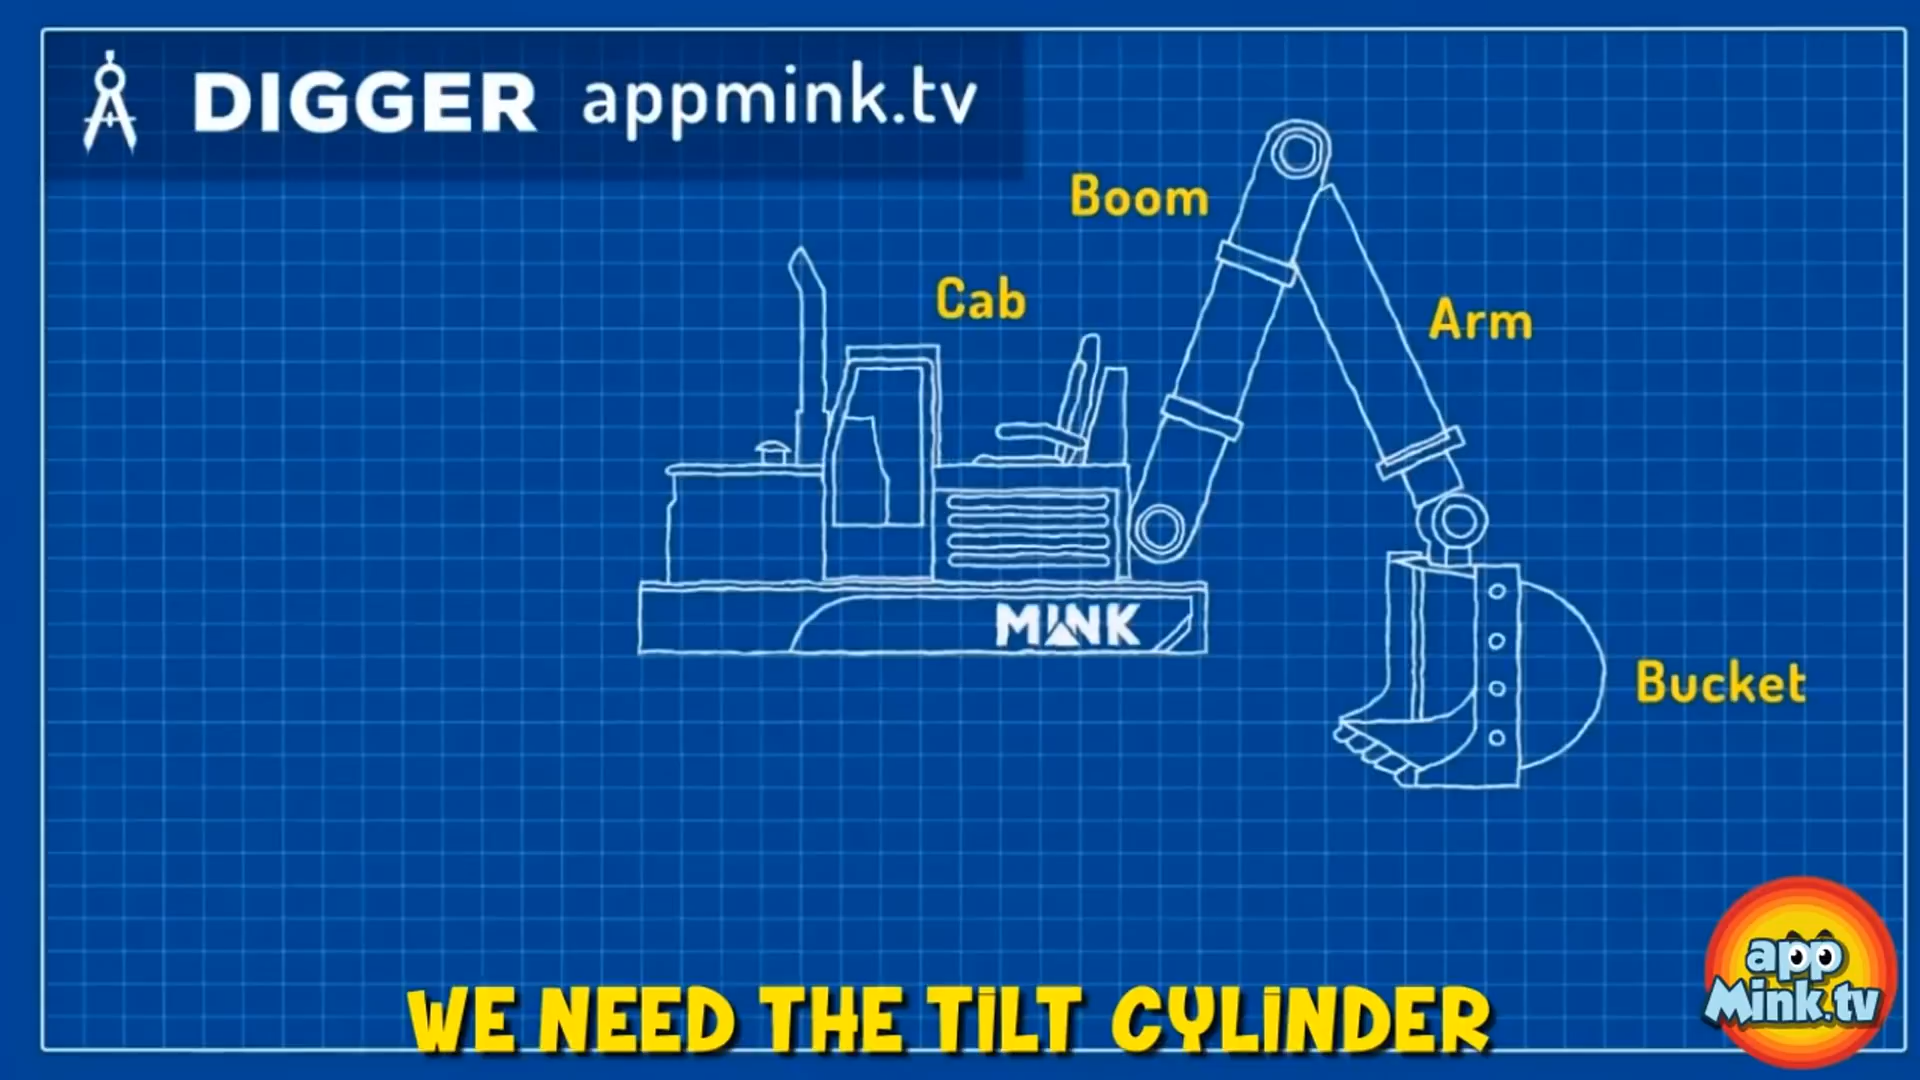 DIGGER appmink.tv
Boom
Cab
Arm
MINK
Bucket
app
Mink.tv
WE NEED THE TiLT CYLiNDER